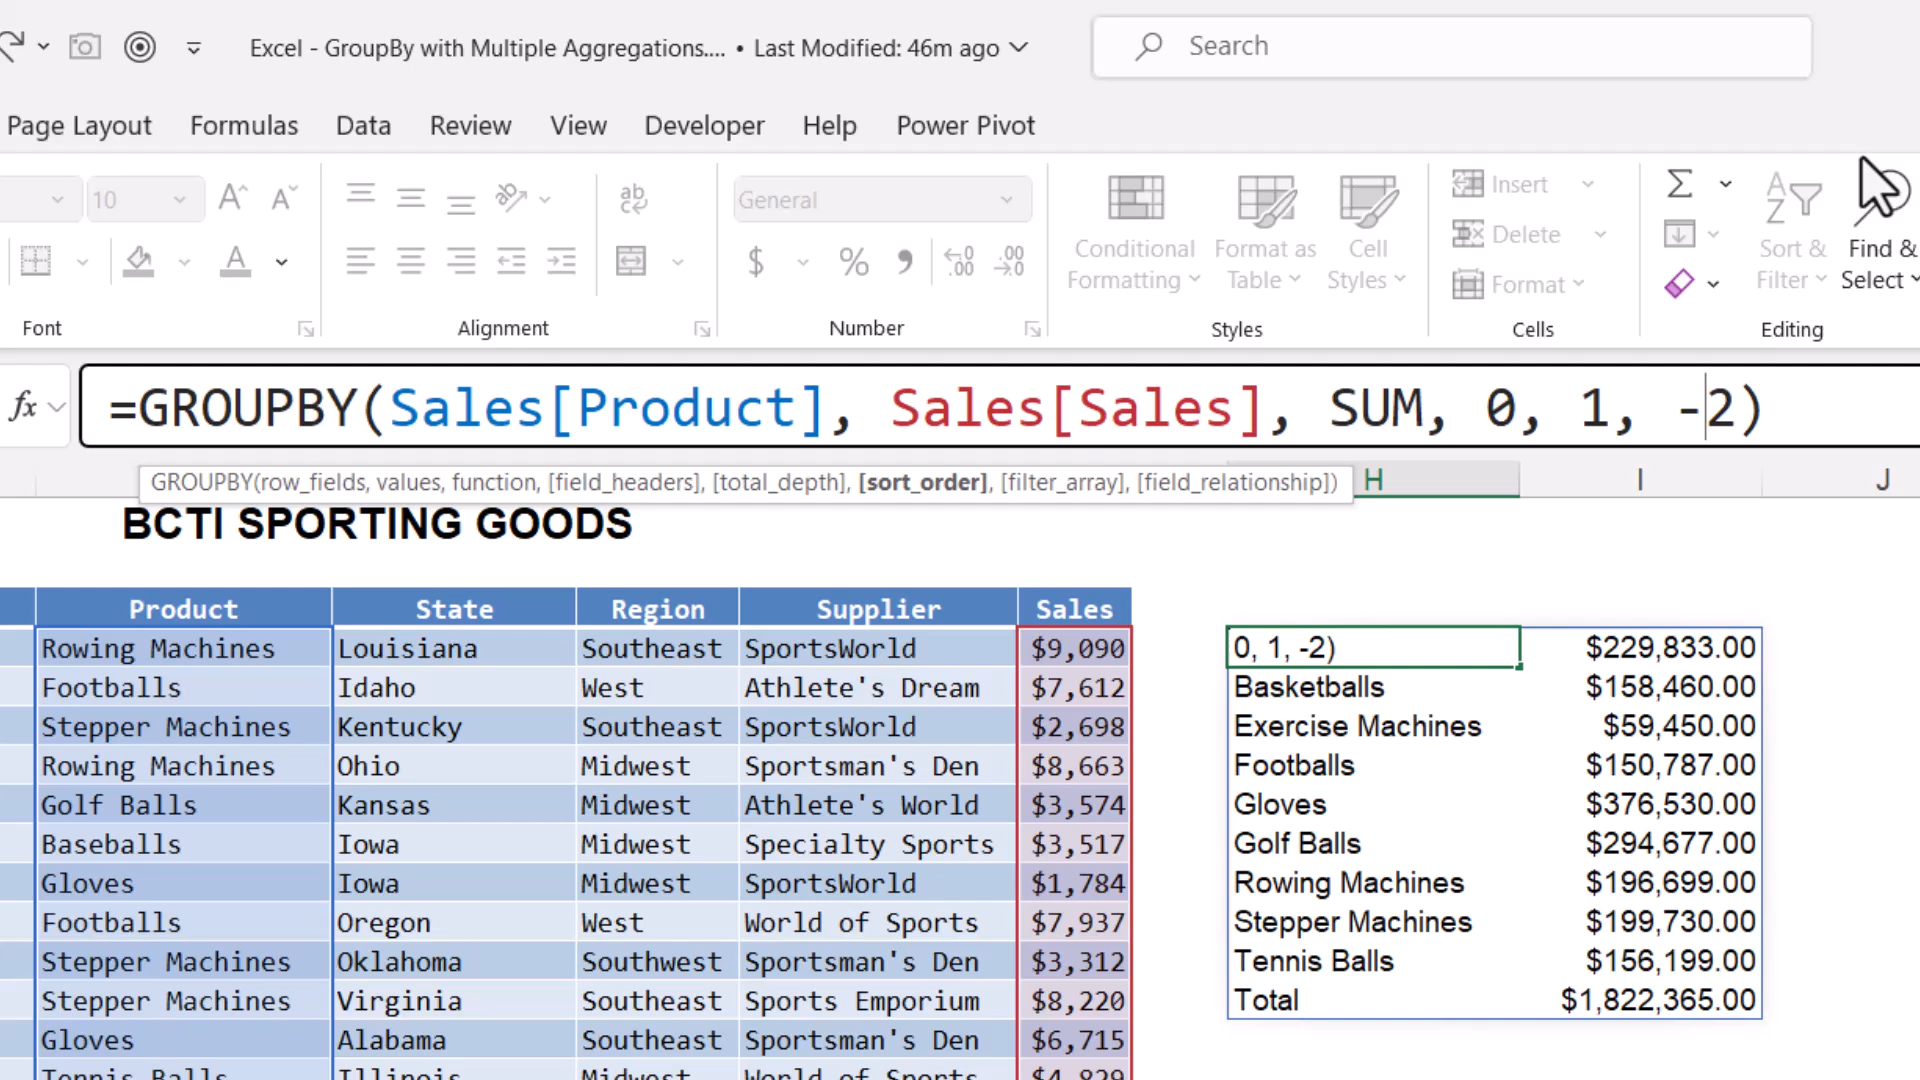 Excel - GroupBy with Multiple Aggregations.... • Last Modified: 46m ago
Search
Page Layout Formulas Data Review View Developer Help Power Pivot
10 General Insert
Conditional Formatting Format as Table Cell Styles Delete Sort & Filter Find & Select
Format
Font Alignment Number Styles Cells Editing
fx =GROUPBY(Sales[Product], Sales[Sales], SUM, 0, 1, -2)
GROUPBY(row_fields, values, function, [field_headers], [total_depth], [sort_order], [filter_array], [field_relationship]) H I J
BCTI SPORTING GOODS
Product State Region Supplier Sales
Rowing Machines Louisiana Southeast SportsWorld $9,090 0, 1, -2) $229,833.00
Footballs Idaho West Athlete's Dream $7,612 Basketballs $158,460.00
Stepper Machines Kentucky Southeast SportsWorld $2,698 Exercise Machines $59,450.00
Rowing Machines Ohio Midwest Sportsman's Den $8,663 Footballs $150,787.00
Golf Balls Kansas Midwest Athlete's World $3,574 Gloves $376,530.00
Baseballs Iowa Midwest Specialty Sports $3,517 Golf Balls $294,677.00
Gloves Iowa Midwest SportsWorld $1,784 Rowing Machines $196,699.00
Footballs Oregon West World of Sports $7,937 Stepper Machines $199,730.00
Stepper Machines Oklahoma Southwest Sportsman's Den $3,312 Tennis Balls $156,199.00
Stepper Machines Virginia Southeast Sports Emporium $8,220 Total $1,822,365.00
Gloves Alabama Southeast Sportsman's Den $6,715
Tennis Balls Illinois Midwest World of Sports $4,829